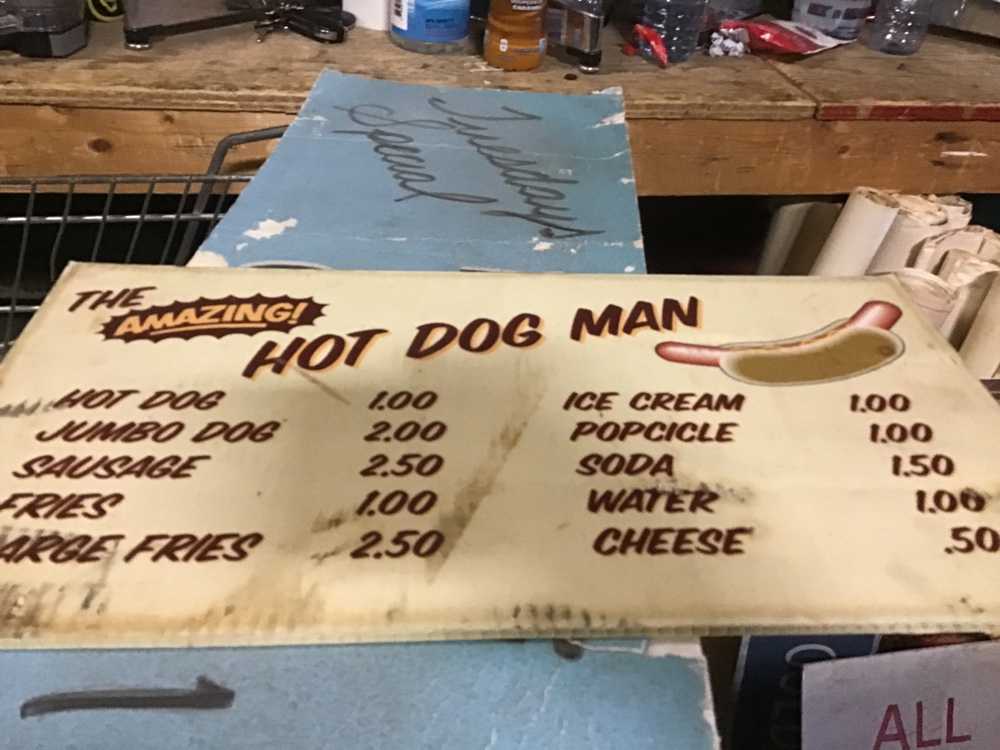 Tuesdays
Special
THE
AMAZING!
HOT DOG MAN
HOT DOG 1.00
JUMBO DOG 2.00
SAUSAGE 2.50
FRIES 1.00
ARGE FRIES 2.50
ICE CREAM 1.00
POPCICLE 1.00
SODA 1.50
WATER 1.00
CHEESE .50
ALL